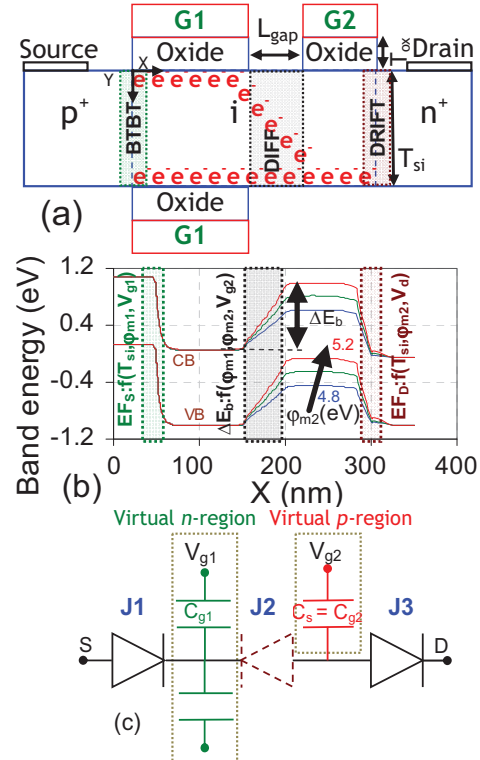 G1 G2
Source Oxide L_gap Oxide T_ox Drain
X
Y e⁻ e⁻ e⁻ e⁻ e⁻ e⁻
p⁺ BTBT i e⁻ e⁻ DIFF e⁻ e⁻ DRIFT n⁺ T_si
e⁻ e⁻ e⁻ e⁻ e⁻ e⁻ e⁻ e⁻ e⁻ e⁻ e⁻ e⁻
Oxide
(a) G1
Band energy (eV)
1.2
0.4
-0.4
-1.2
EF_S:f(T_si,φ_m1,V_g1)
ΔE_b:f(φ_m1,φ_m2,V_g2)
EF_D:f(T_si,φ_m2,V_d)
ΔE_b
CB 5.2
VB 4.8
φ_m2(eV)
0 100 200 300 400
(b) X (nm)
Virtual n-region Virtual p-region
V_g1 V_g2
J1 C_g1 J2 C_s = C_g2 J3
S D
(c)